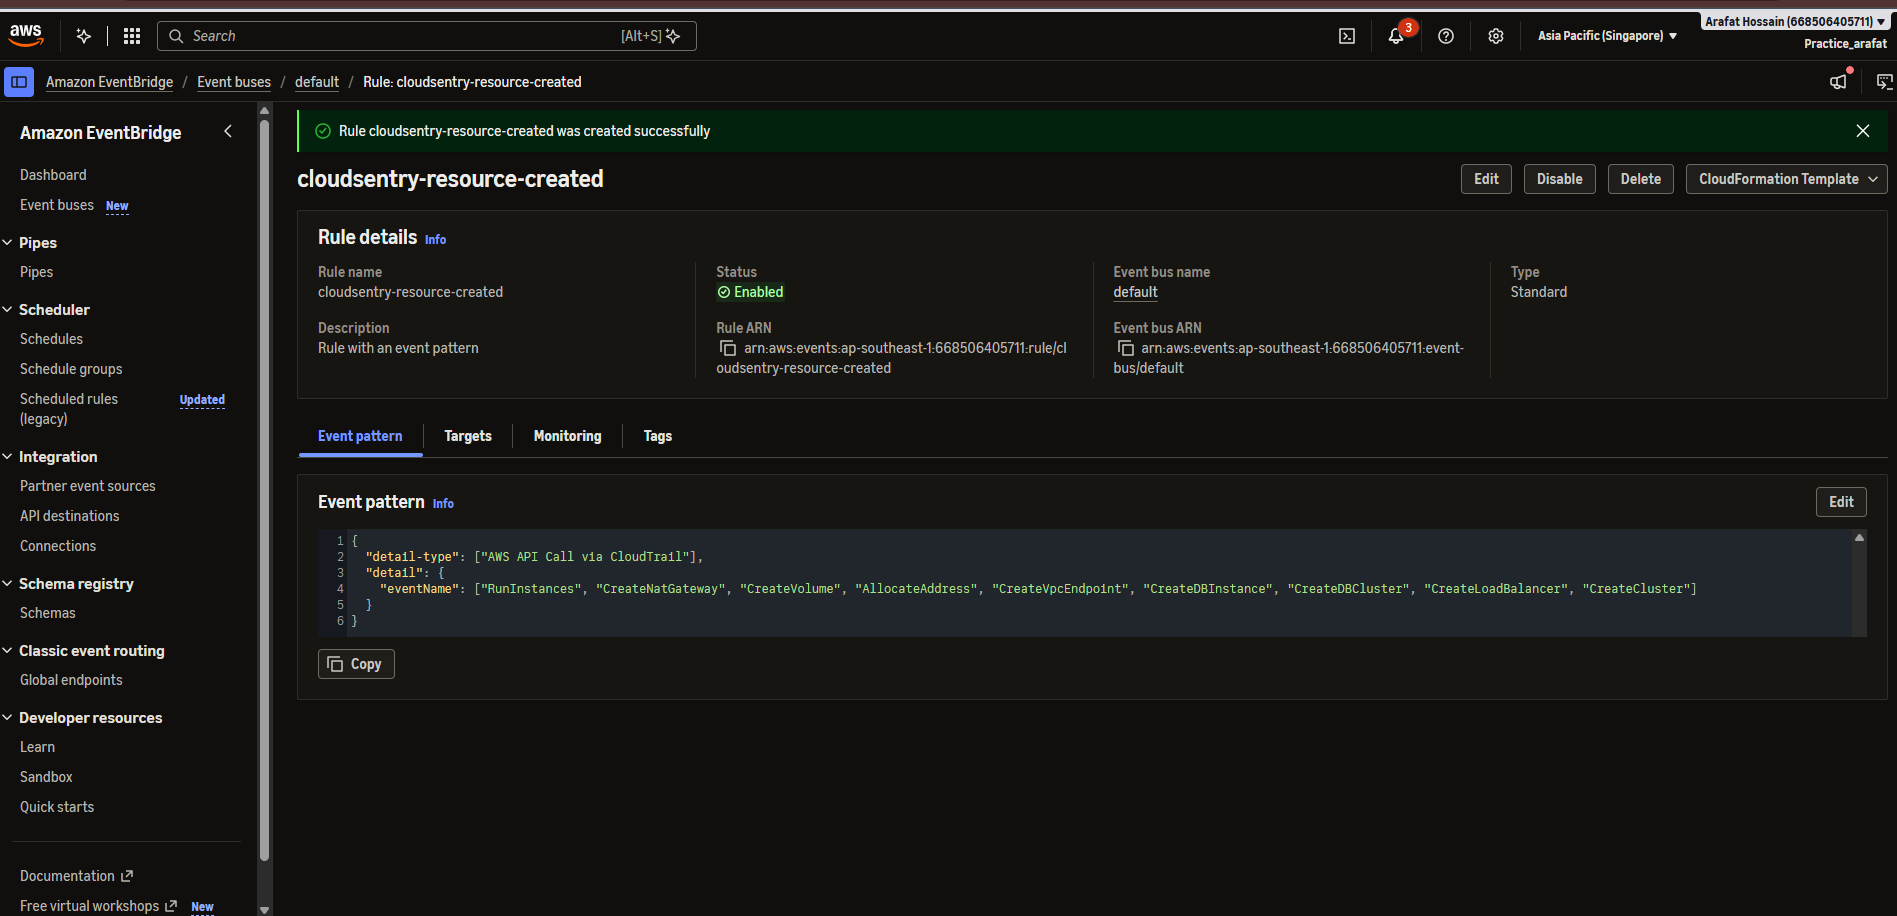 aws
Search
[Alt+S]
3
Asia Pacific (Singapore)
Arafat Hossain (668506405711)
Practice_arafat
Amazon EventBridge / Event buses / default / Rule: cloudsentry-resource-created
Amazon EventBridge
Dashboard
Event buses New
Pipes
Pipes
Scheduler
Schedules
Schedule groups
Scheduled rules Updated
(legacy)
Integration
Partner event sources
API destinations
Connections
Schema registry
Schemas
Classic event routing
Global endpoints
Developer resources
Learn
Sandbox
Quick starts
Documentation
Free virtual workshops New
Rule cloudsentry-resource-created was created successfully
cloudsentry-resource-created
Edit
Disable
Delete
CloudFormation Template
Rule details Info
Rule name
cloudsentry-resource-created
Description
Rule with an event pattern
Status
Enabled
Rule ARN
arn:aws:events:ap-southeast-1:668506405711:rule/cl
oudsentry-resource-created
Event bus name
default
Event bus ARN
arn:aws:events:ap-southeast-1:668506405711:event-
bus/default
Type
Standard
Event pattern
Targets
Monitoring
Tags
Event pattern Info
Edit
1 {
2 "detail-type": ["AWS API Call via CloudTrail"],
3 "detail": {
4 "eventName": ["RunInstances", "CreateNatGateway", "CreateVolume", "AllocateAddress", "CreateVpcEndpoint", "CreateDBInstance", "CreateDBCluster", "CreateLoadBalancer", "CreateCluster"]
5 }
6 }
Copy